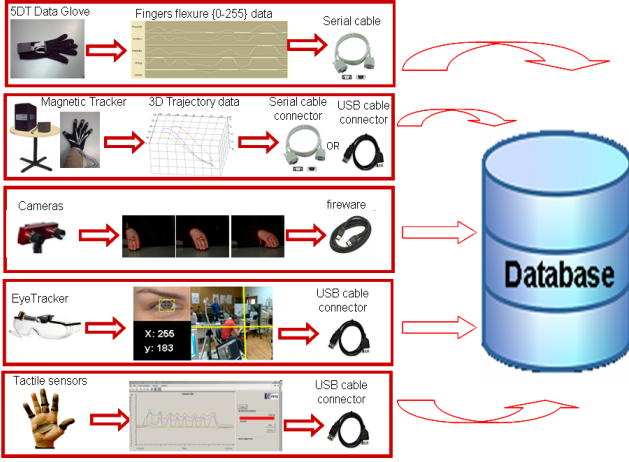 5DT Data Glove
Fingers flexure {0-255} data
Serial cable
Magnetic Tracker
3D Trajectory data
Serial cable
connector
OR
USB cable
connector
Cameras
fireware
EyeTracker
X: 255
y: 183
USB cable
connector
Tactile sensors
USB cable
connector
Database